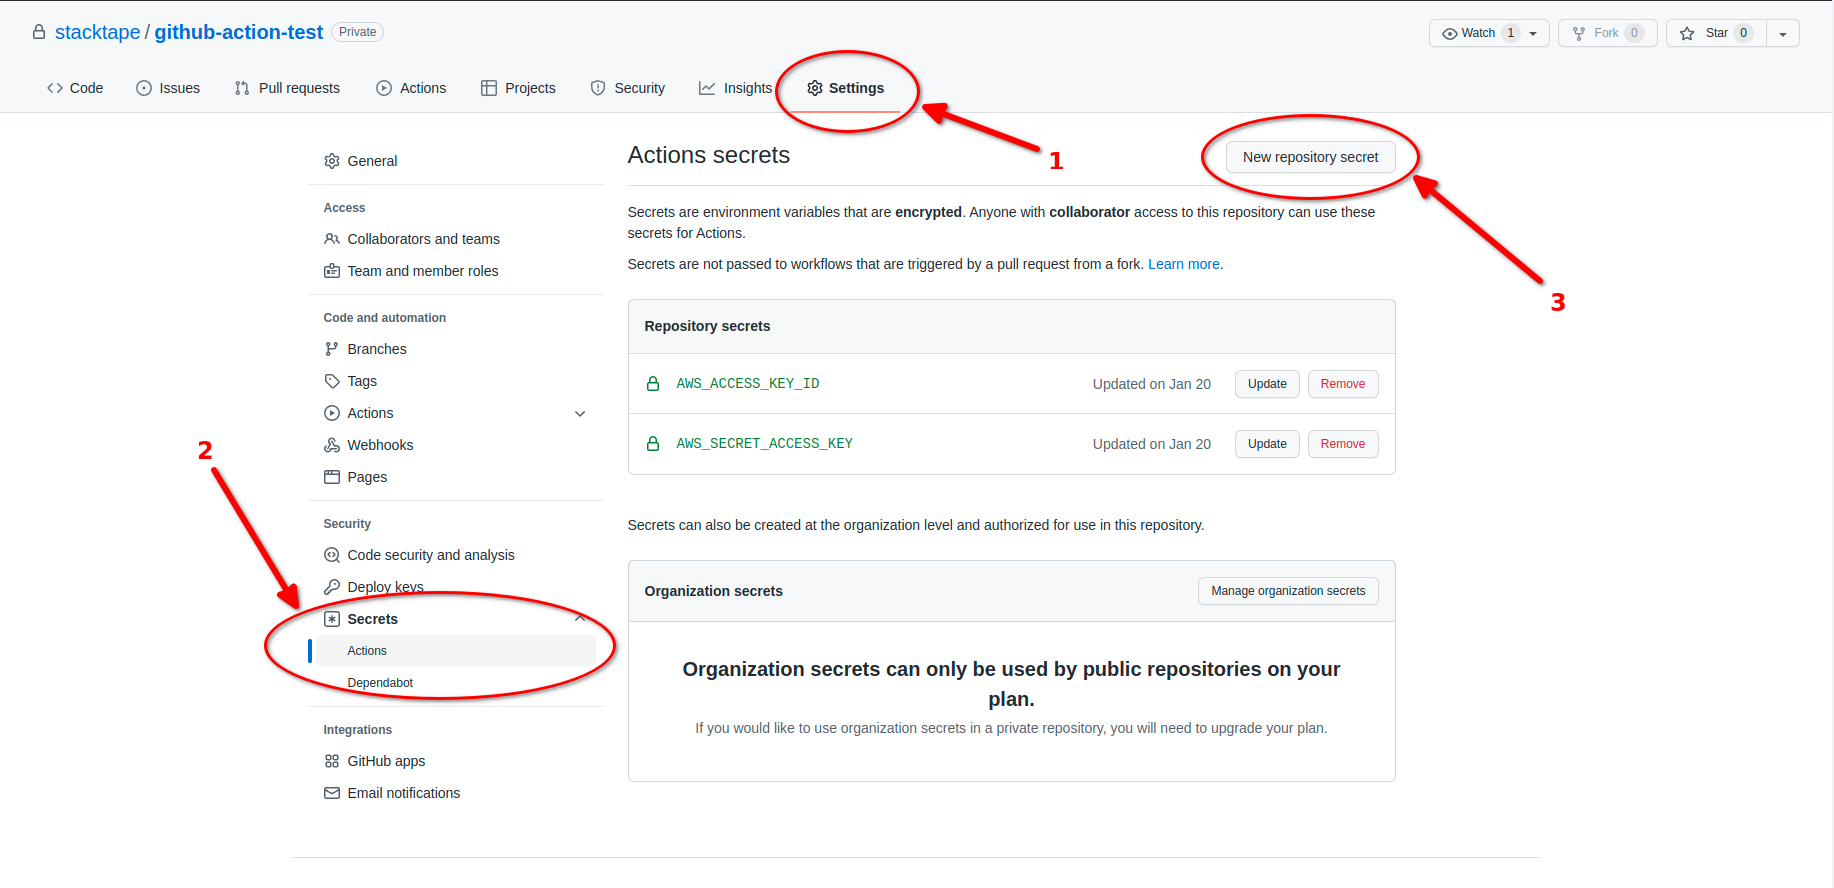 stacktape / github-action-test Private
Watch 1 Fork 0 Star 0
Code Issues Pull requests Actions Projects Security Insights Settings
1
General
Access
Collaborators and teams
Team and member roles
Code and automation
Branches
Tags
Actions
Webhooks
Pages
2
Security
Code security and analysis
Deploy keys
Secrets
Actions
Dependabot
Integrations
GitHub apps
Email notifications
Actions secrets
New repository secret
3
Secrets are environment variables that are encrypted. Anyone with collaborator access to this repository can use these
secrets for Actions.
Secrets are not passed to workflows that are triggered by a pull request from a fork. Learn more.
Repository secrets
AWS_ACCESS_KEY_ID Updated on Jan 20 Update Remove
AWS_SECRET_ACCESS_KEY Updated on Jan 20 Update Remove
Secrets can also be created at the organization level and authorized for use in this repository.
Organization secrets Manage organization secrets
Organization secrets can only be used by public repositories on your
plan.
If you would like to use organization secrets in a private repository, you will need to upgrade your plan.